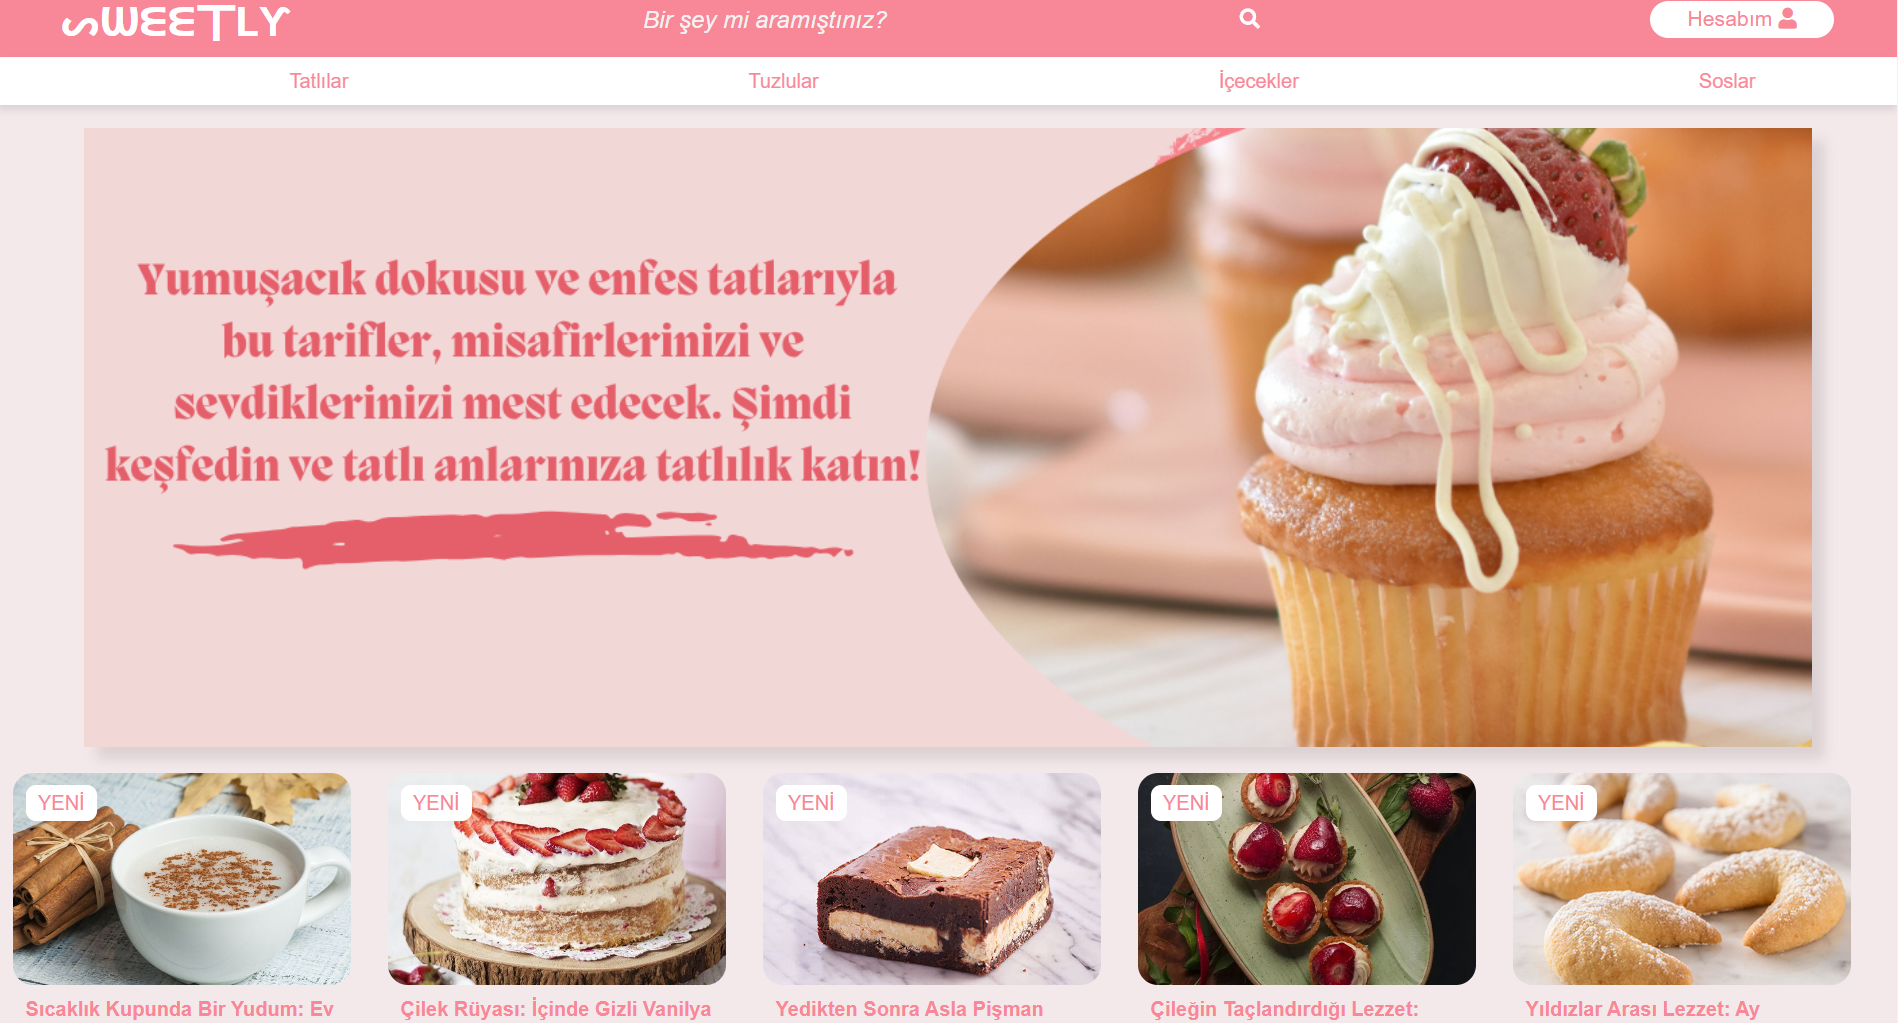 SWEETLY
Bir şey mi aramıştınız?
Hesabım
Tatlılar
Tuzlular
İçecekler
Soslar
Yumuşacık dokusu ve enfes tatlarıyla
bu tarifler, misafirlerinizi ve
sevdiklerinizi mest edecek. Şimdi
keşfedin ve tatlı anlarınıza tatlılık katın!
YENİ
YENİ
YENİ
YENİ
YENİ
Sıcaklık Kupunda Bir Yudum: Ev
Çilek Rüyası: İçinde Gizli Vanilya
Yedikten Sonra Asla Pişman
Çileğin Taçlandırdığı Lezzet:
Yıldızlar Arası Lezzet: Ay